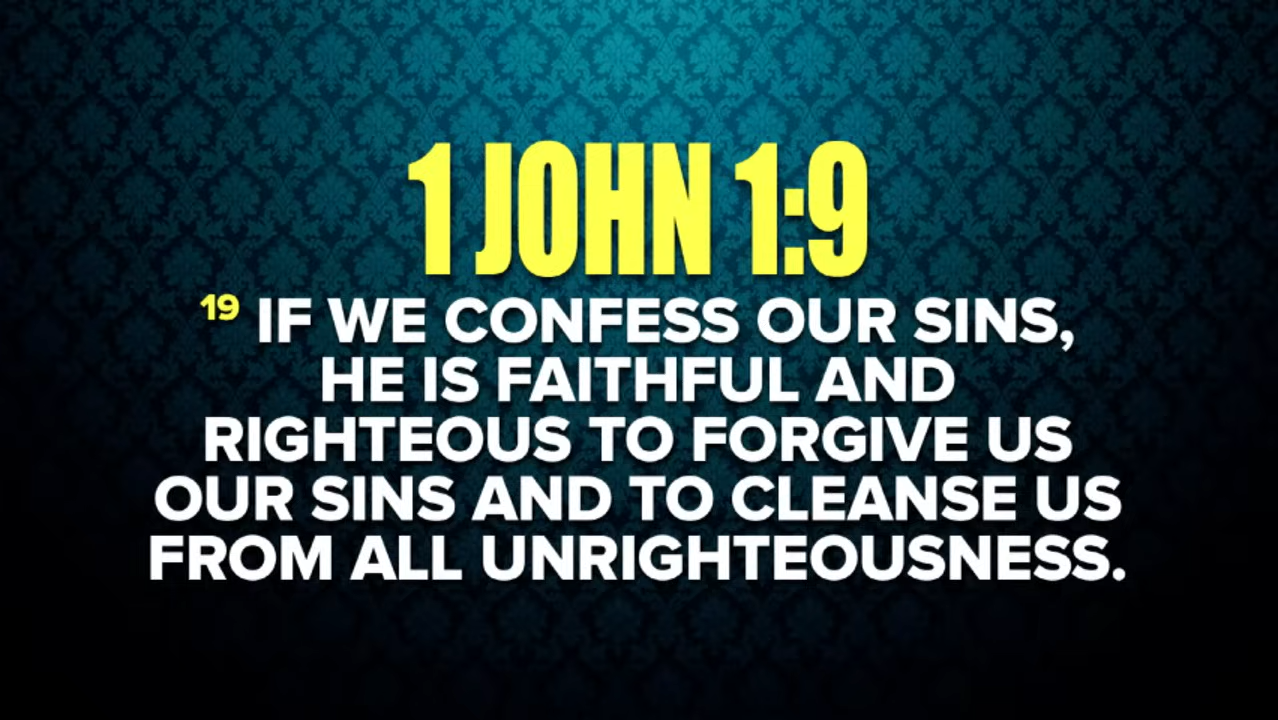 1 JOHN 1:9
19 IF WE CONFESS OUR SINS,
HE IS FAITHFUL AND
RIGHTEOUS TO FORGIVE US
OUR SINS AND TO CLEANSE US
FROM ALL UNRIGHTEOUSNESS.